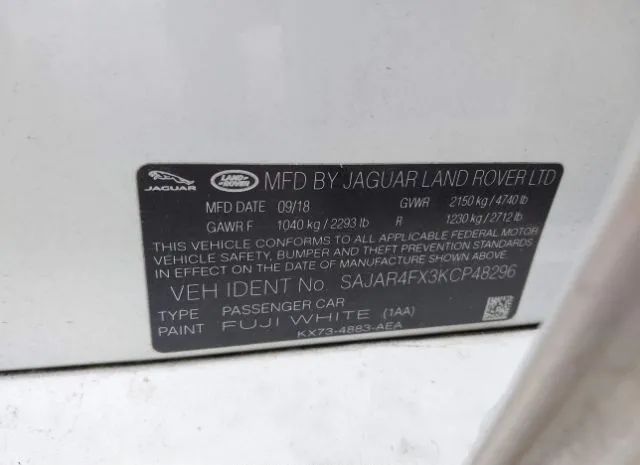 JAGUAR LAND ROVER MFD BY JAGUAR LAND ROVER LTD
MFD DATE 09/18 GVWR 2150 kg / 4740 lb
GAWR F 1040 kg / 2293 lb R 1230 kg / 2712 lb
THIS VEHICLE CONFORMS TO ALL APPLICABLE FEDERAL MOTOR
VEHICLE SAFETY, BUMPER AND THEFT PREVENTION STANDARDS
IN EFFECT ON THE DATE OF MANUFACTURE SHOWN ABOVE.
VEH IDENT No. SAJAR4FX3KCP48296
TYPE PASSENGER CAR
PAINT FUJI WHITE (1AA)
KX73-4883-AEA